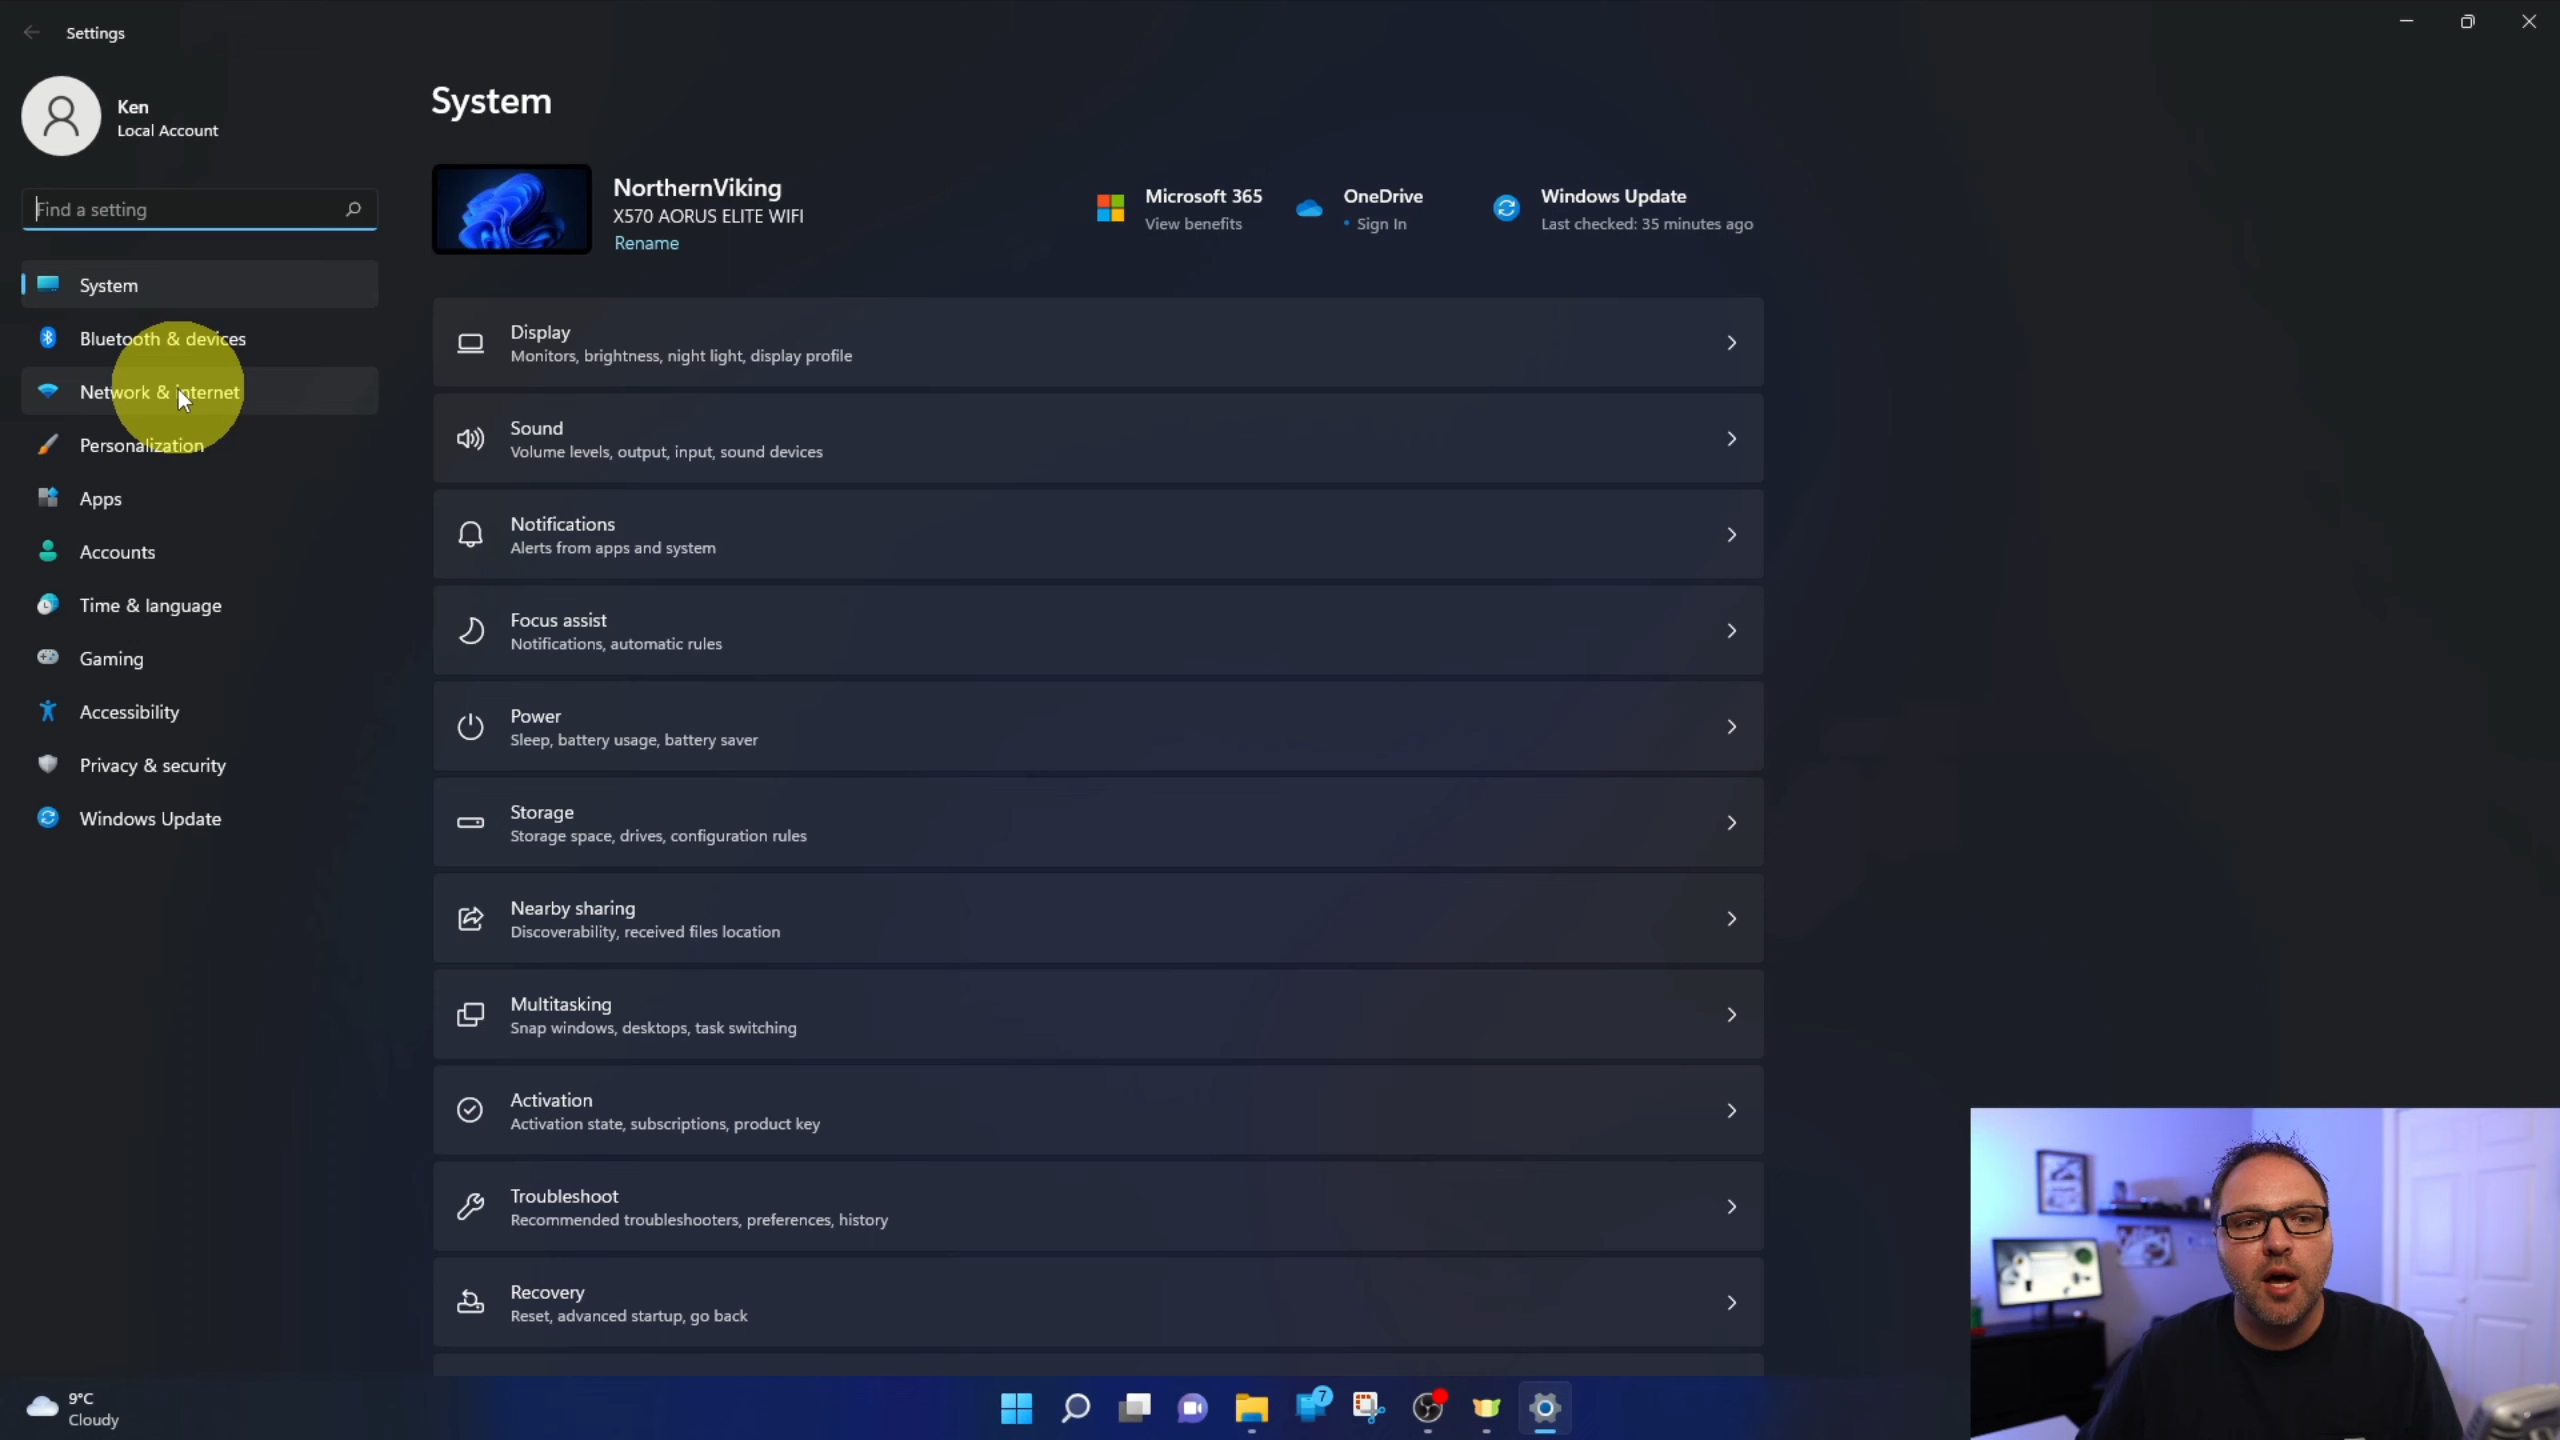 Settings
Ken
Local Account
Find a setting
System
Bluetooth & devices
Network & internet
Personalization
Apps
Accounts
Time & language
Gaming
Accessibility
Privacy & security
Windows Update
System
NorthernViking
X570 AORUS ELITE WIFI
Rename
Microsoft 365
View benefits
OneDrive
• Sign In
Windows Update
Last checked: 35 minutes ago
Display
Monitors, brightness, night light, display profile
Sound
Volume levels, output, input, sound devices
Notifications
Alerts from apps and system
Focus assist
Notifications, automatic rules
Power
Sleep, battery usage, battery saver
Storage
Storage space, drives, configuration rules
Nearby sharing
Discoverability, received files location
Multitasking
Snap windows, desktops, task switching
Activation
Activation state, subscriptions, product key
Troubleshoot
Recommended troubleshooters, preferences, history
Recovery
Reset, advanced startup, go back
9°C
Cloudy
7